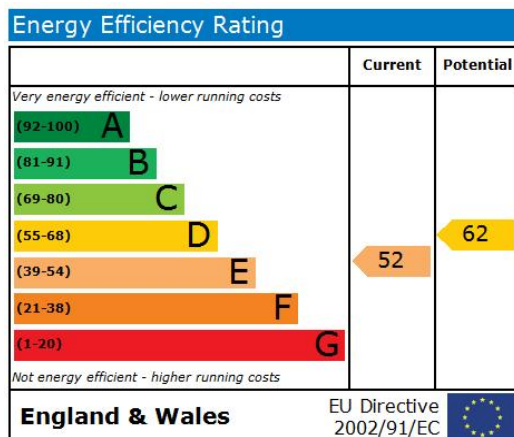 Energy Efficiency Rating
Current Potential
Very energy efficient - lower running costs
(92-100) A
(81-91) B
(69-80) C
(55-68) D
62
(39-54) E
52
(21-38) F
(1-20) G
Not energy efficient - higher running costs
England & Wales
EU Directive
2002/91/EC